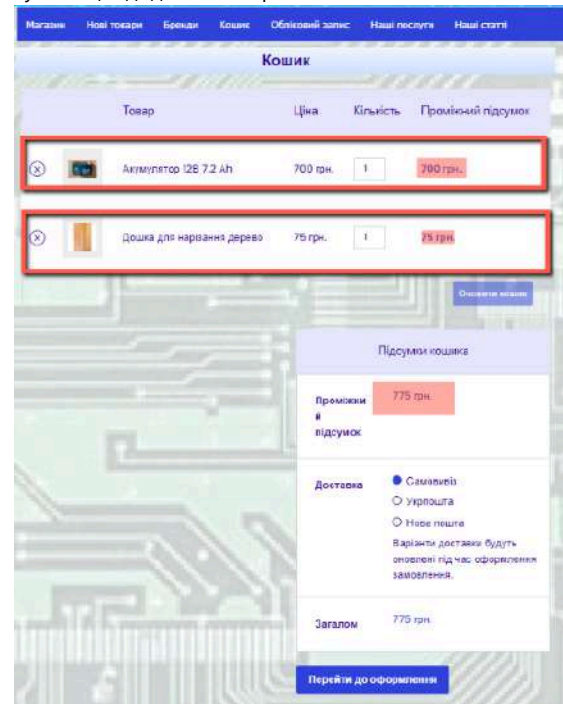 Магазин Нові товари Бренди Кошик Обліковий запис Наші послуги Наші статті
Кошик
Товар Ціна Кількість Проміжний підсумок
Акумулятор 12В 7.2 Ah 700 грн. 1 700 грн.
Дошка для нарізання дерево 75 грн. 1 75 грн.
Оновити кошик
Підсумки кошика
Проміжни
й
підсумок
775 грн.
Доставка
Самовивіз
Укрпошта
Нова пошта
Варіанти доставки будуть
оновлені під час оформлення
замовлення.
Загалом 775 грн.
Перейти до оформлення